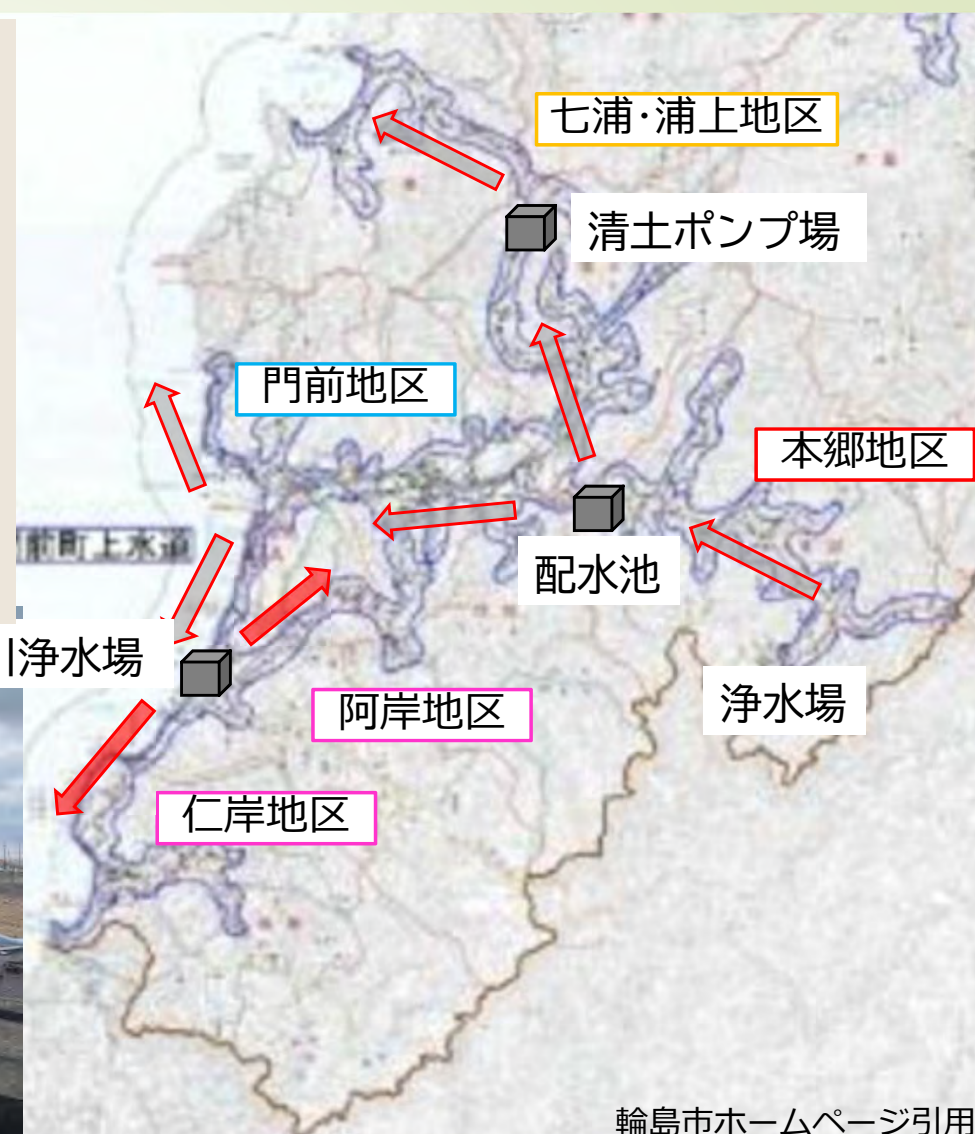 七浦・浦上地区
清土ポンプ場
門前地区
本郷地区
前町上水道
配水池
浄水場
阿岸地区
浄水場
仁岸地区
輪島市ホームページ引用